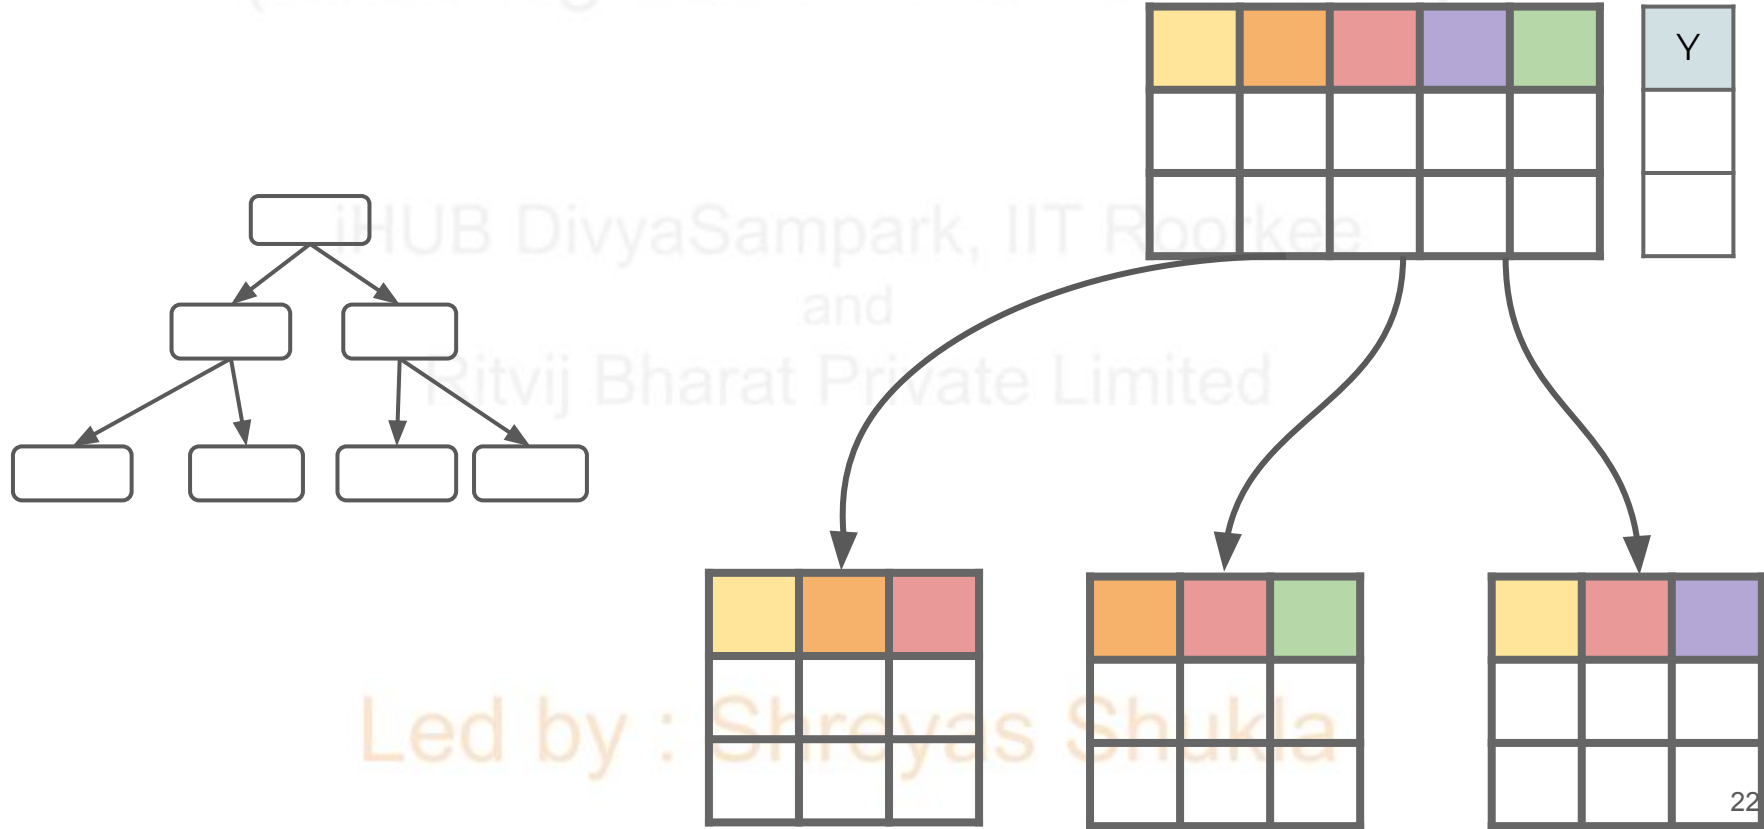 Y
iHUB DivyaSampark, IIT Roorkee
and
Ritvij Bharat Private Limited
Led by : Shreyas Shukla
22